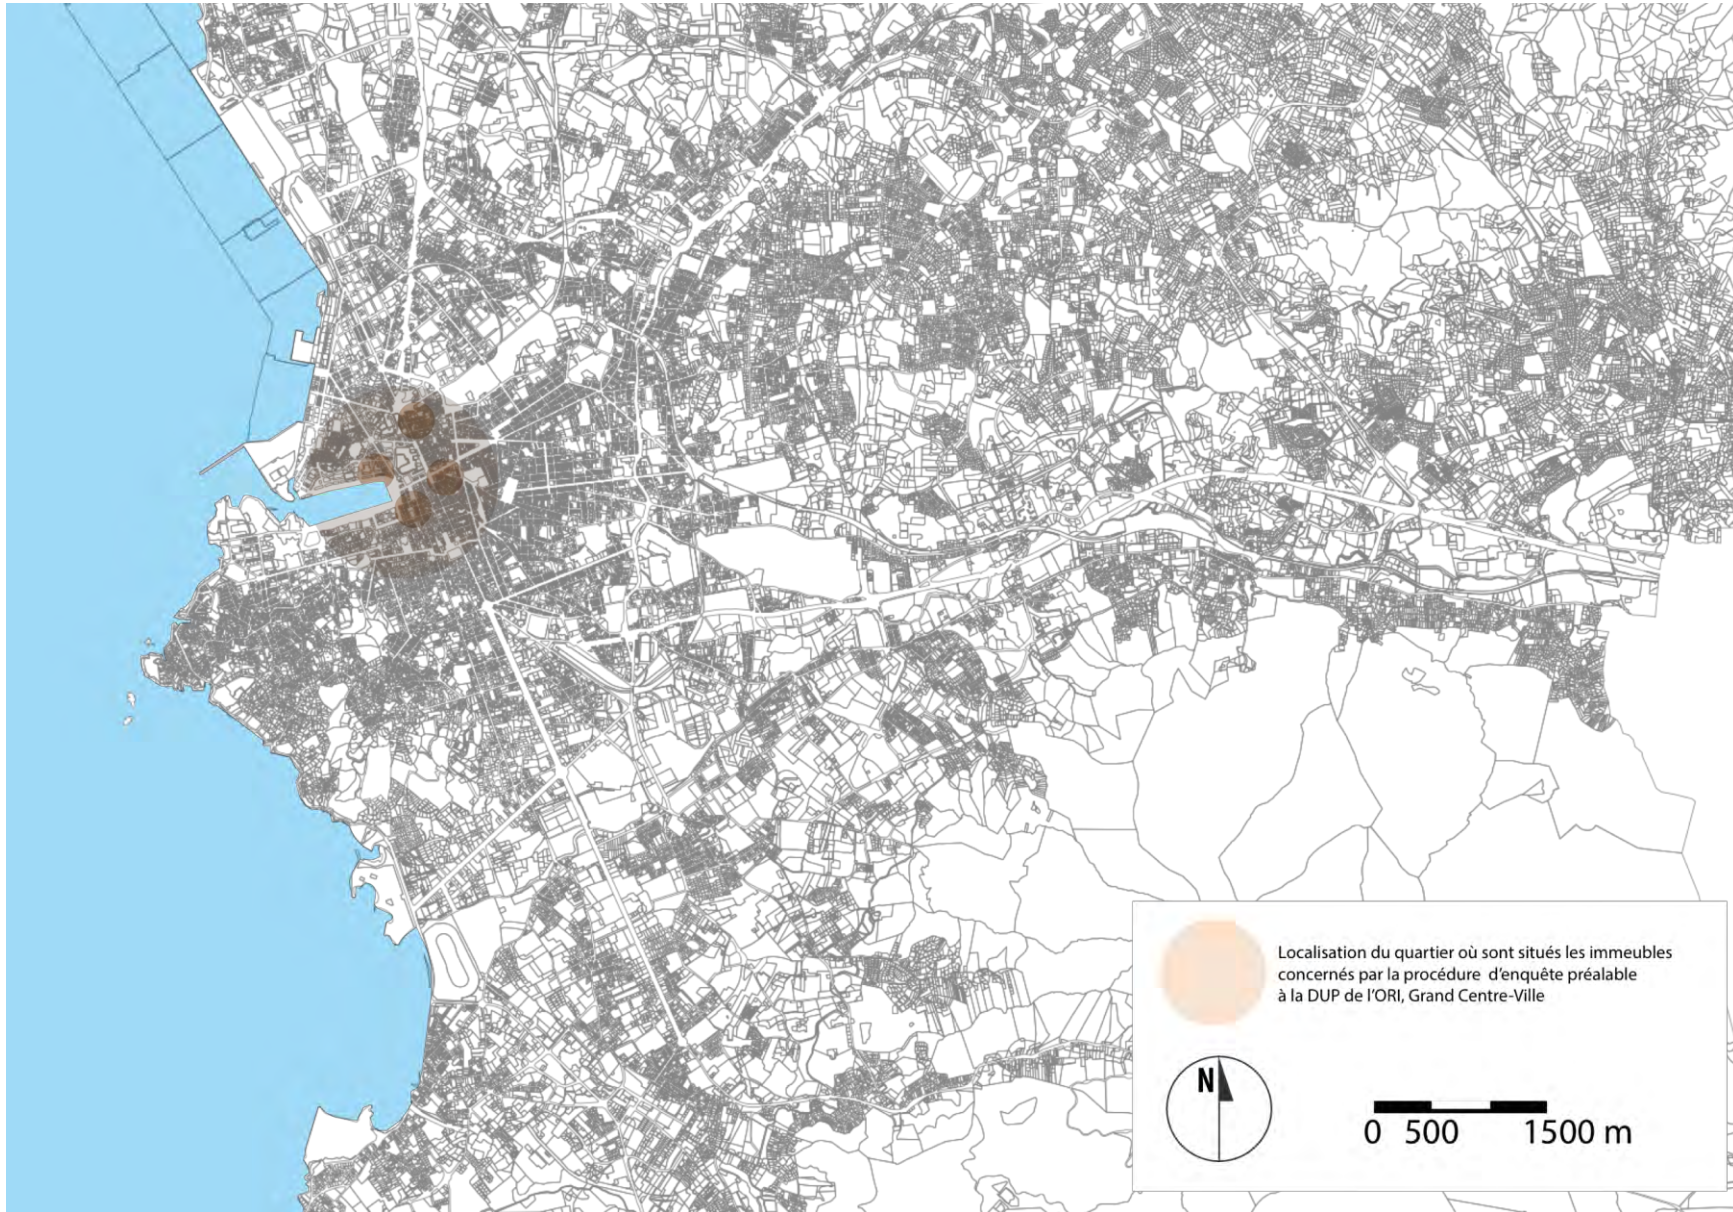 Localisation du quartier où sont situés les immeubles
concernés par la procédure d'enquête préalable
à la DUP de l'ORI, Grand Centre-Ville
N
0 500 1500 m